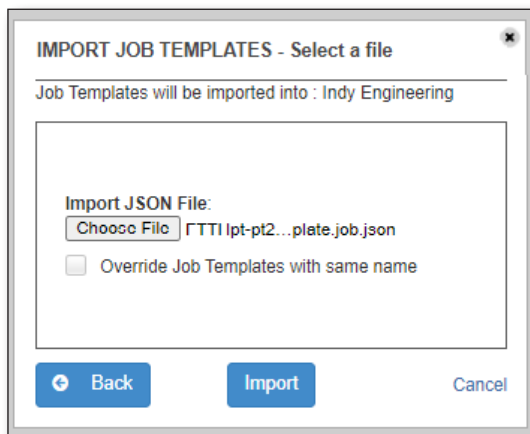 IMPORT JOB TEMPLATES - Select a file
Job Templates will be imported into : Indy Engineering
Import JSON File:
Choose File FTTH lpt-pt2...plate.job.json
Override Job Templates with same name
Back Import Cancel